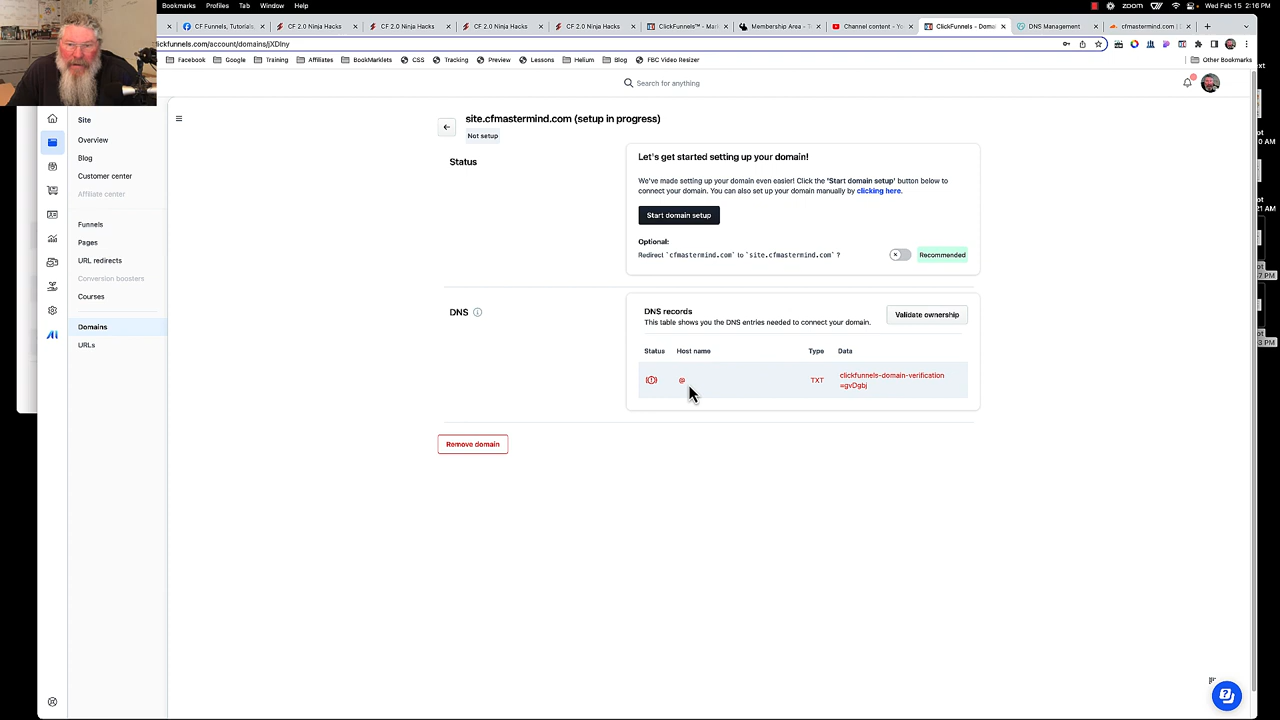 Bookmarks Profiles Tab Window Help
zoom
Wed Feb 15 2:16 PM
CF Funnels, Tutorials
CF 2.0 Ninja Hacks
CF 2.0 Ninja Hacks
CF 2.0 Ninja Hacks
CF 2.0 Ninja Hacks
ClickFunnels™ - Mar
Membership Area - T
Channel content - Yo
ClickFunnels - Domai
DNS Management
cfmastermind.com |
clickfunnels.com/account/domains/jXDlny
Facebook
Google
Training
Affiliates
BookMarklets
CSS
Tracking
Preview
Lessons
Helium
Blog
FBC Video Resizer
Other Bookmarks
Search for anything
Site
Overview
Blog
Customer center
Affiliate center
Funnels
Pages
URL redirects
Conversion boosters
Courses
Domains
URLs
site.cfmastermind.com (setup in progress)
Not setup
Status
Let's get started setting up your domain!
We've made setting up your domain even easier! Click the "Start domain setup" button below to
connect your domain. You can also set up your domain manually by clicking here.
Start domain setup
Optional:
Redirect `cfmastermind.com` to `site.cfmastermind.com` ?
Recommended
DNS
DNS records
This table shows you the DNS entries needed to connect your domain.
Validate ownership
Status Host name Type Data
@ TXT clickfunnels-domain-verification
=gvDgbj
Remove domain